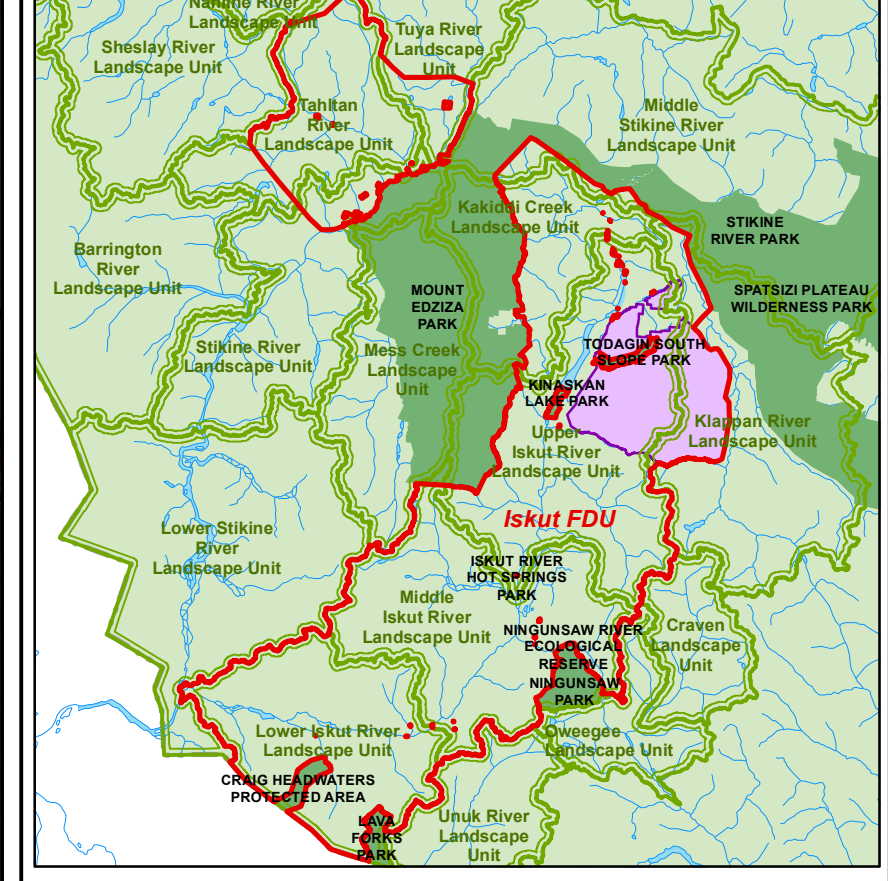 Nahline River
Landscape Unit
Sheslay River
Landscape Unit
Tuya River
Landscape
Unit
Tahltan
River
Landscape Unit
Middle
Stikine River
Landscape Unit
Kakiddi Creek
Landscape Unit
STIKINE
RIVER PARK
Barrington
River
Landscape Unit
MOUNT
EDZIZA
PARK
SPATSIZI PLATEAU
WILDERNESS PARK
Stikine River
Landscape Unit
Mess Creek
Landscape
Unit
TODAGIN SOUTH
SLOPE PARK
KINASKAN
LAKE PARK
Upper
Iskut River
Landscape Unit
Klappan River
Landscape Unit
Iskut FDU
Lower Stikine
River
Landscape Unit
ISKUT RIVER
HOT SPRINGS
PARK
Middle
Iskut River
Landscape Unit
NINGUNSAW RIVER
ECOLOGICAL
RESERVE
NINGUNSAW
PARK
Craven
Landscape
Unit
Lower Iskut River
Landscape Unit
Oweegee
Landscape Unit
CRAIG HEADWATERS
PROTECTED AREA
LAVA
FORKS
PARK
Unuk River
Landscape
Unit